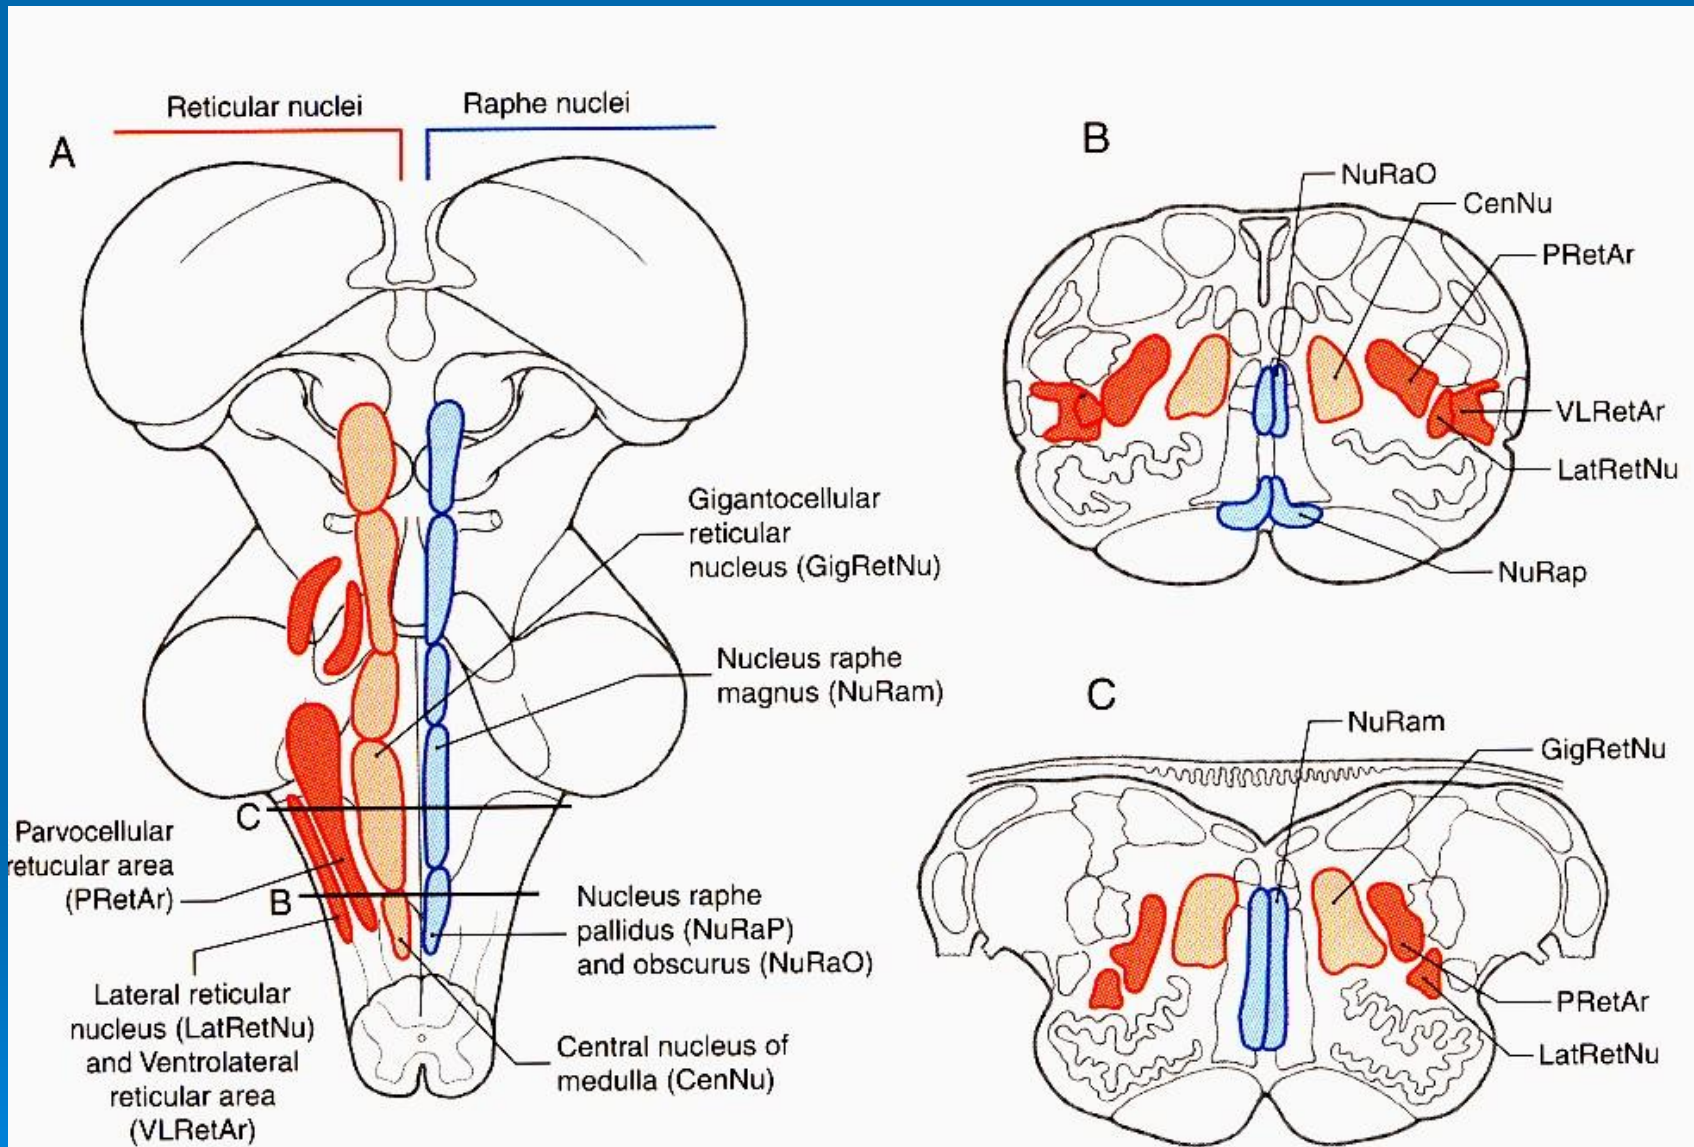 Reticular nuclei
Raphe nuclei
A
Gigantocellular
reticular
nucleus (GigRetNu)
Nucleus raphe
magnus (NuRam)
C
Parvocellular
retucular area
(PRetAr)
B
Nucleus raphe
pallidus (NuRaP)
and obscurus (NuRaO)
Lateral reticular
nucleus (LatRetNu)
and Ventrolateral
reticular area
(VLRetAr)
Central nucleus of
medulla (CenNu)
B
NuRaO
CenNu
PRetAr
VLRetAr
LatRetNu
NuRap
C
NuRam
GigRetNu
PRetAr
LatRetNu